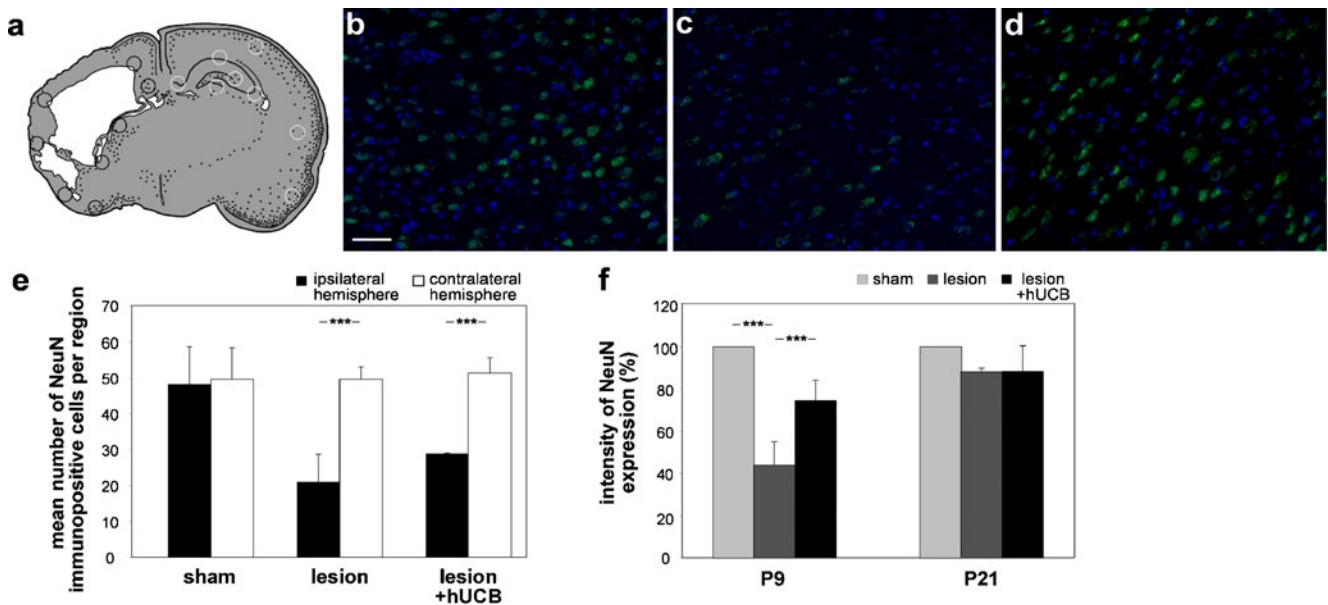 a
b
c
d
e
ipsilateral hemisphere
contralateral hemisphere
mean number of NeuN
immunopositive cells per region
70
60
50
40
30
20
10
0
***
***
sham
lesion
lesion
+hUCB
f
sham
lesion
lesion
+hUCB
intensity of NeuN
expression (%)
120
100
80
60
40
20
0
***
***
P9
P21